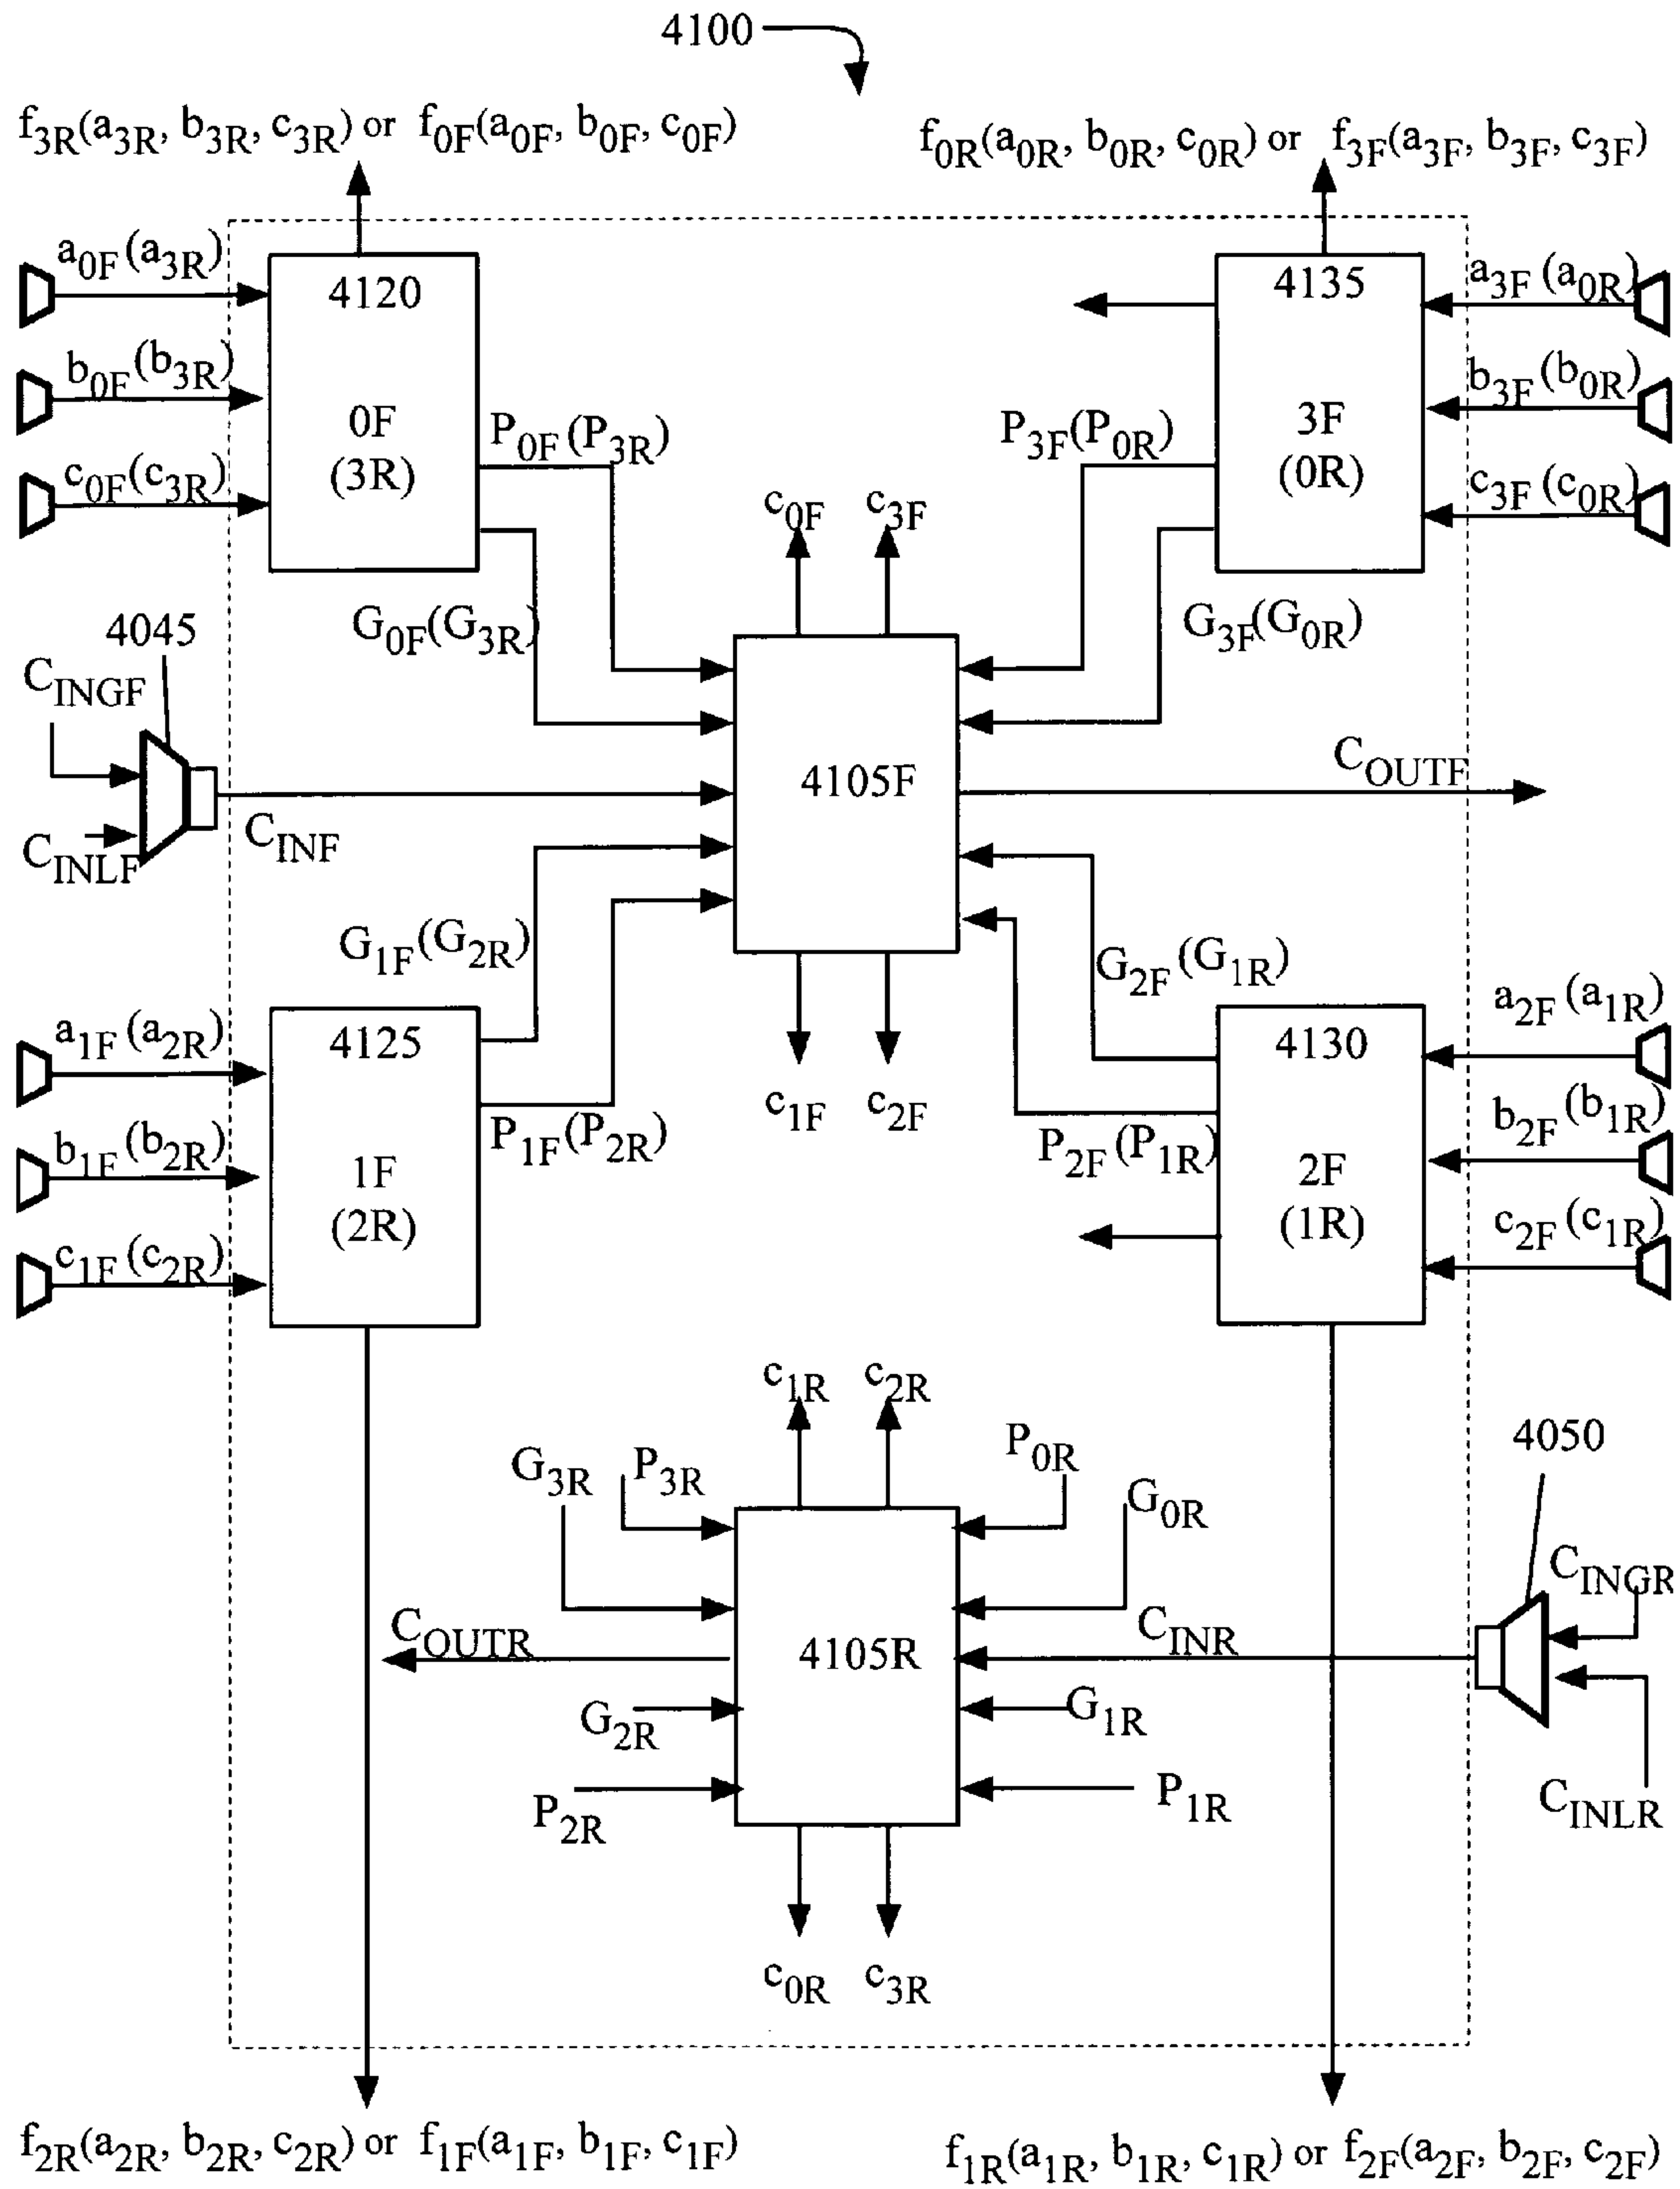 4100
f3R(a3R, b3R, c3R) or f0F(a0F, b0F, c0F)
f0R(a0R, b0R, c0R) or f3F(a3F, b3F, c3F)
a0F (a3R)
4120
4135
a3F (a0R)
b0F (b3R)
b3F (b0R)
0F
(3R)
P0F (P3R)
P3F(P0R)
3F
(0R)
c0F (c3R)
c3F (c0R)
c0F
c3F
4045
G0F(G3R)
G3F(G0R)
CINGF
4105F
COUTF
CINLF
CINF
G1F(G2R)
G2F (G1R)
a1F (a2R)
4125
4130
a2F (a1R)
c1F
c2F
b1F (b2R)
P1F(P2R)
P2F (P1R)
b2F (b1R)
1F
(2R)
2F
(1R)
c1F (c2R)
c2F (c1R)
c1R
c2R
G3R
P3R
P0R
G0R
4050
CINGR
COUTR
4105R
CINR
G2R
G1R
P2R
P1R
CINLR
c0R
c3R
f2R(a2R, b2R, c2R) or f1F(a1F, b1F, c1F)
f1R(a1R, b1R, c1R) or f2F(a2F, b2F, c2F)